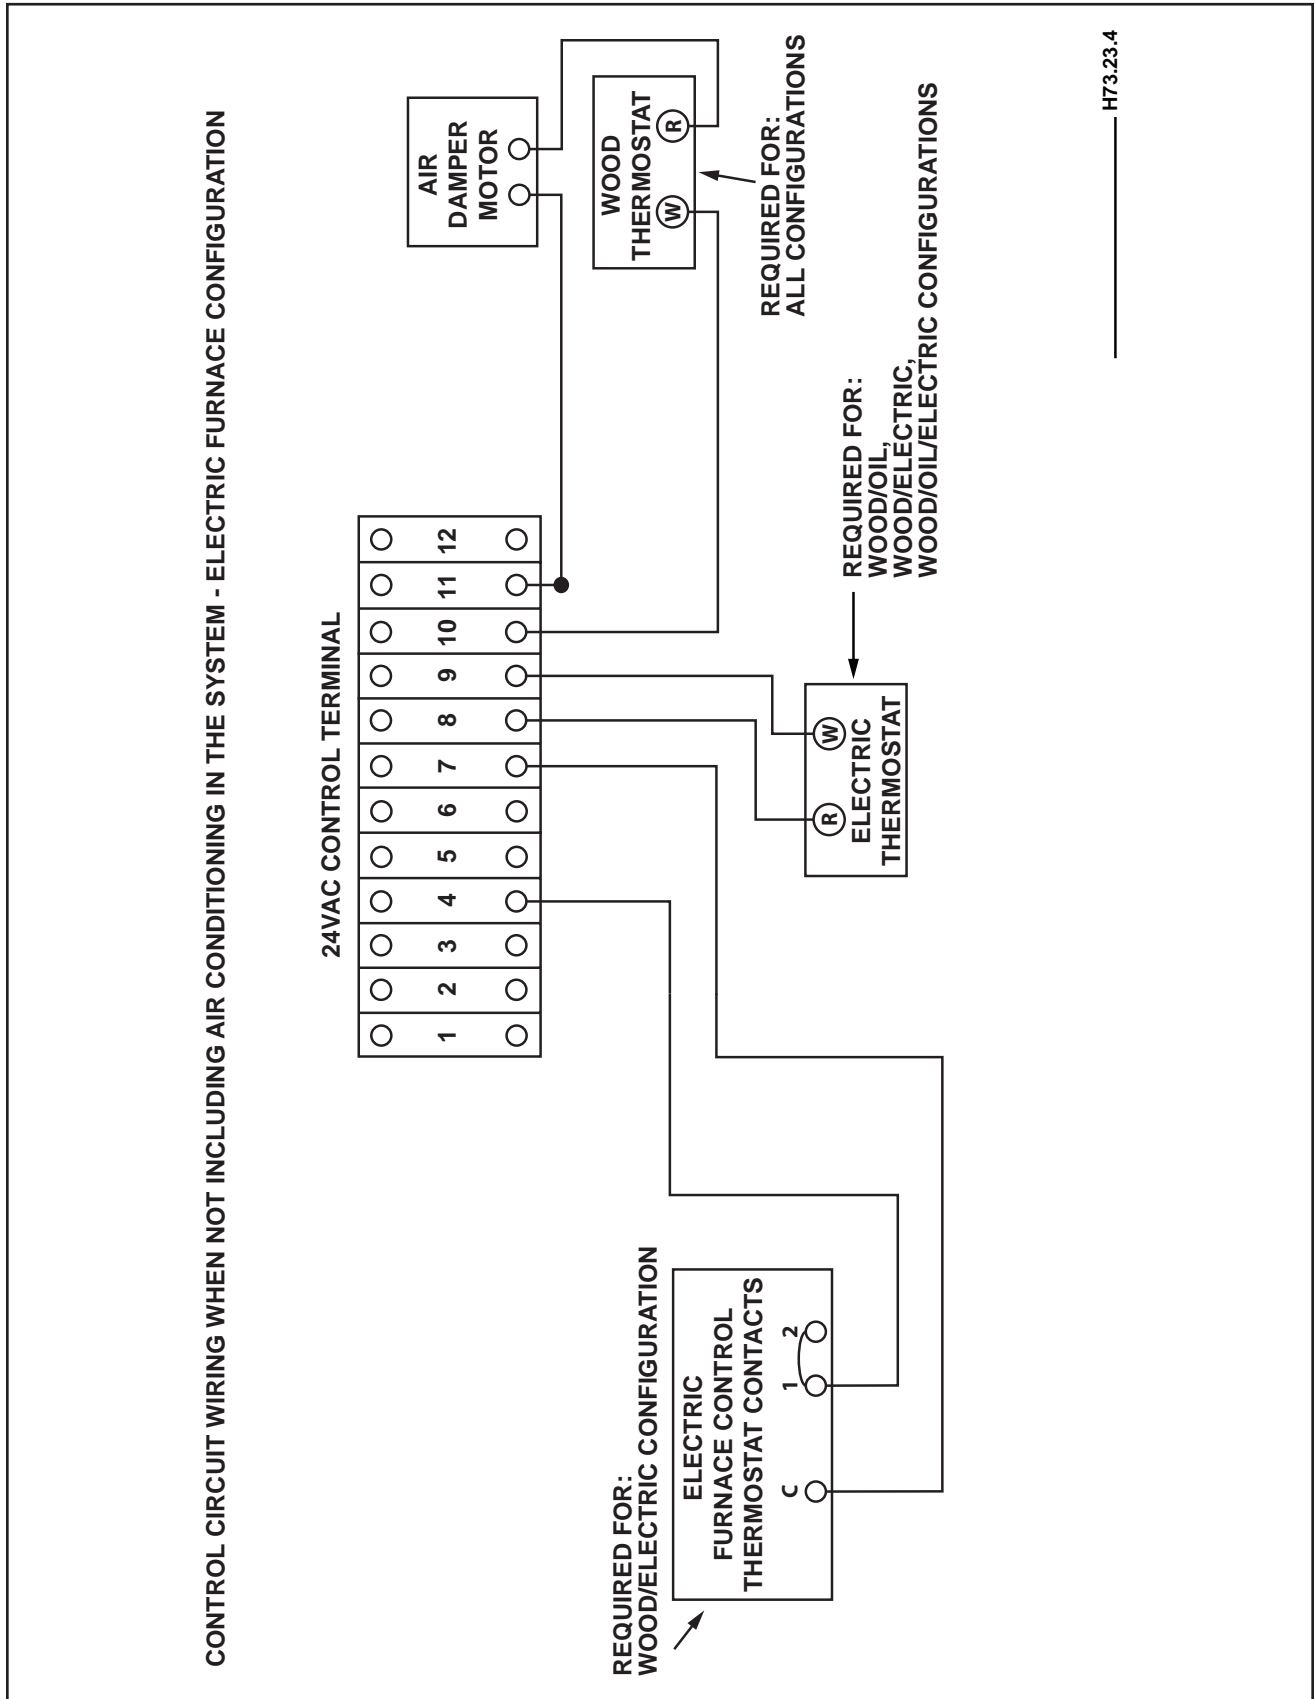 CONTROL CIRCUIT WIRING WHEN NOT INCLUDING AIR CONDITIONING IN THE SYSTEM - ELECTRIC FURNACE CONFIGURATION
24VAC CONTROL TERMINAL
1 2 3 4 5 6 7 8 9 10 11 12
AIR
DAMPER
MOTOR
WOOD
THERMOSTAT
W R
REQUIRED FOR:
ALL CONFIGURATIONS
REQUIRED FOR:
WOOD/OIL,
WOOD/ELECTRIC,
WOOD/OIL/ELECTRIC CONFIGURATIONS
R W
ELECTRIC
THERMOSTAT
REQUIRED FOR:
WOOD/ELECTRIC CONFIGURATION
ELECTRIC
FURNACE CONTROL
THERMOSTAT CONTACTS
C 1 2
H73.23.4